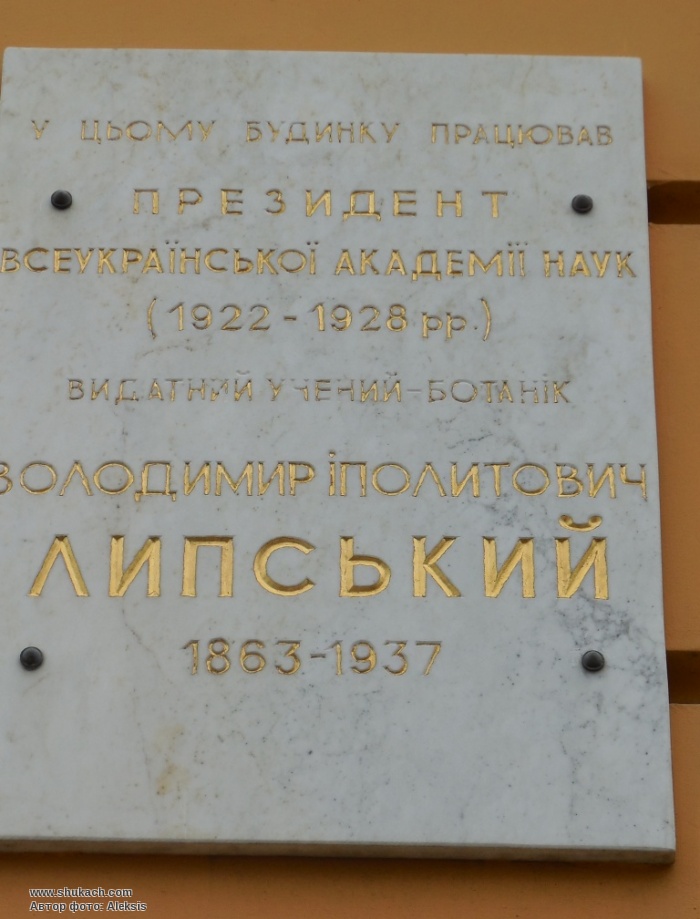 У ЦЬОМУ БУДИНКУ ПРАЦЮВАВ
ПРЕЗИДЕНТ
ВСЕУКРАЇНСЬКОЇ АКАДЕМІЇ НАУК
(1922-1928 рр.)
ВИДАТНИЙ УЧЕНИЙ-БОТАНІК
ВОЛОДИМИР ІПОЛИТОВИЧ
ЛИПСЬКИЙ
1863-1937
www.shukach.com
Автор фото: Aleksis